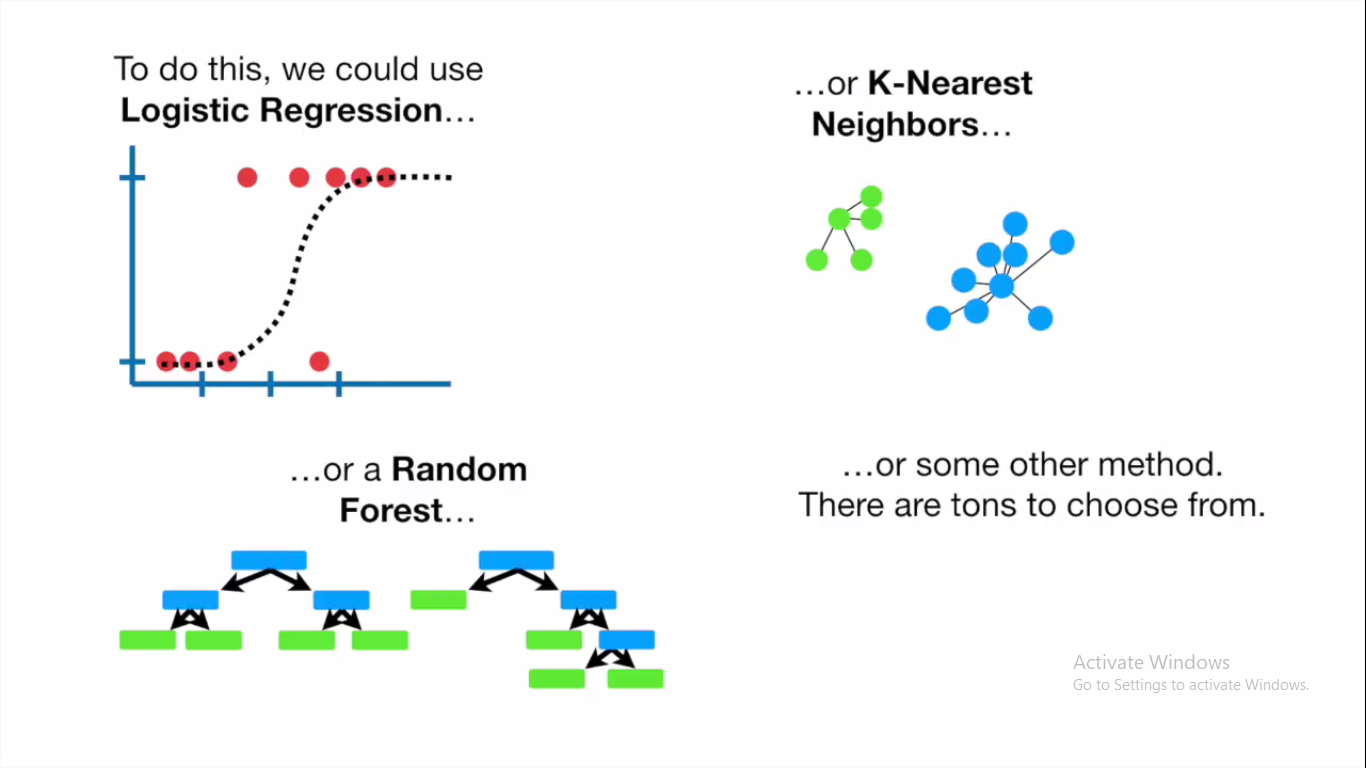 To do this, we could use
Logistic Regression…
…or K-Nearest
Neighbors…
…or a Random
Forest…
…or some other method.
There are tons to choose from.
Activate Windows
Go to Settings to activate Windows.